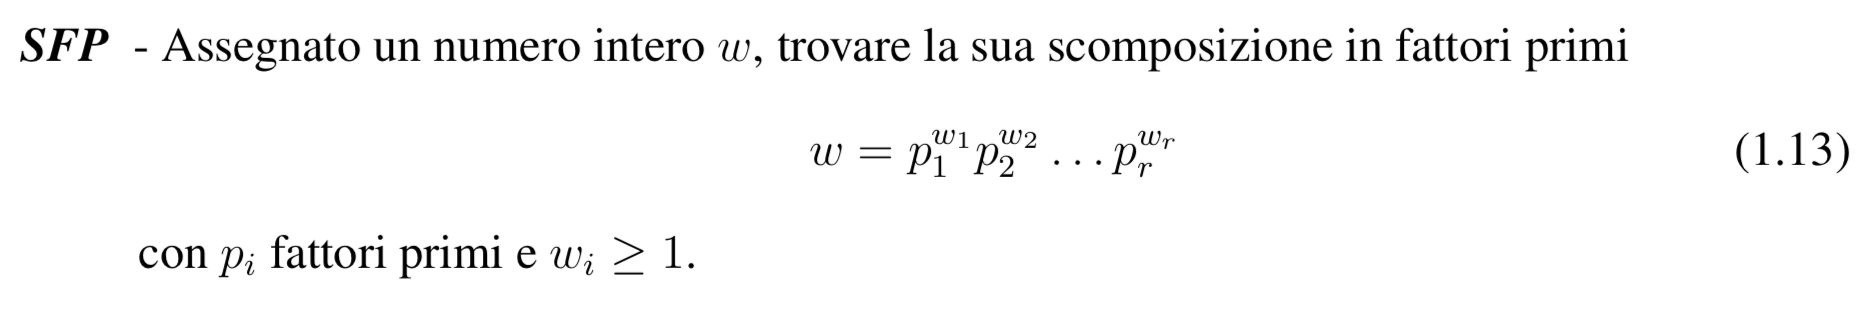 SFP - Assegnato un numero intero w, trovare la sua scomposizione in fattori primi
w = p_1^{w_1} p_2^{w_2} ... p_r^{w_r} (1.13)
con p_i fattori primi e w_i ≥ 1.